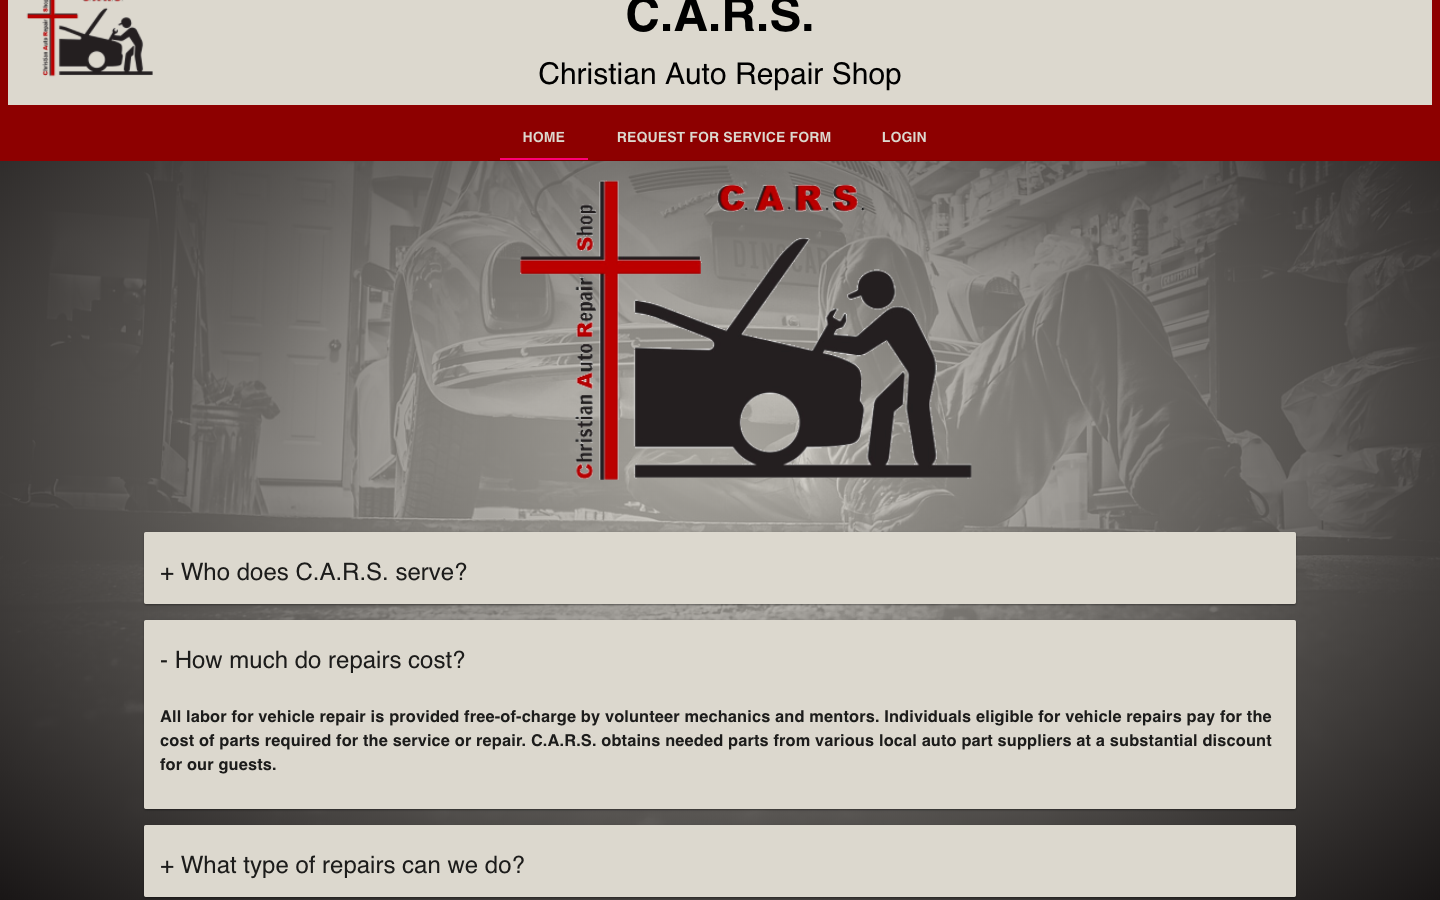 C.A.R.S.
Christian Auto Repair Shop
Christian Auto Repair Shop
HOME
REQUEST FOR SERVICE FORM
LOGIN
C.A.R.S.
Christian Auto Repair Shop
+ Who does C.A.R.S. serve?
- How much do repairs cost?
All labor for vehicle repair is provided free-of-charge by volunteer mechanics and mentors. Individuals eligible for vehicle repairs pay for the
cost of parts required for the service or repair. C.A.R.S. obtains needed parts from various local auto part suppliers at a substantial discount
for our guests.
+ What type of repairs can we do?